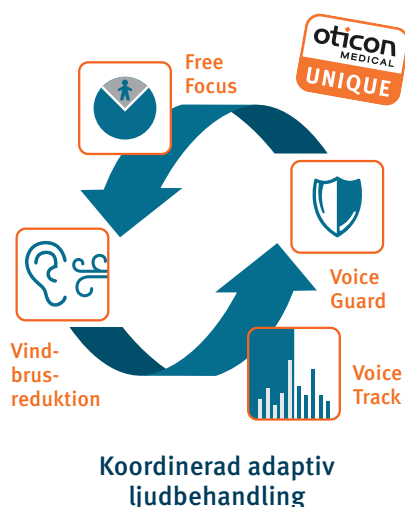 oticon
MEDICAL
UNIQUE
Free
Focus
Voice
Guard
Vind-
brus-
reduktion
Voice
Track
Koordinerad adaptiv
ljudbehandling